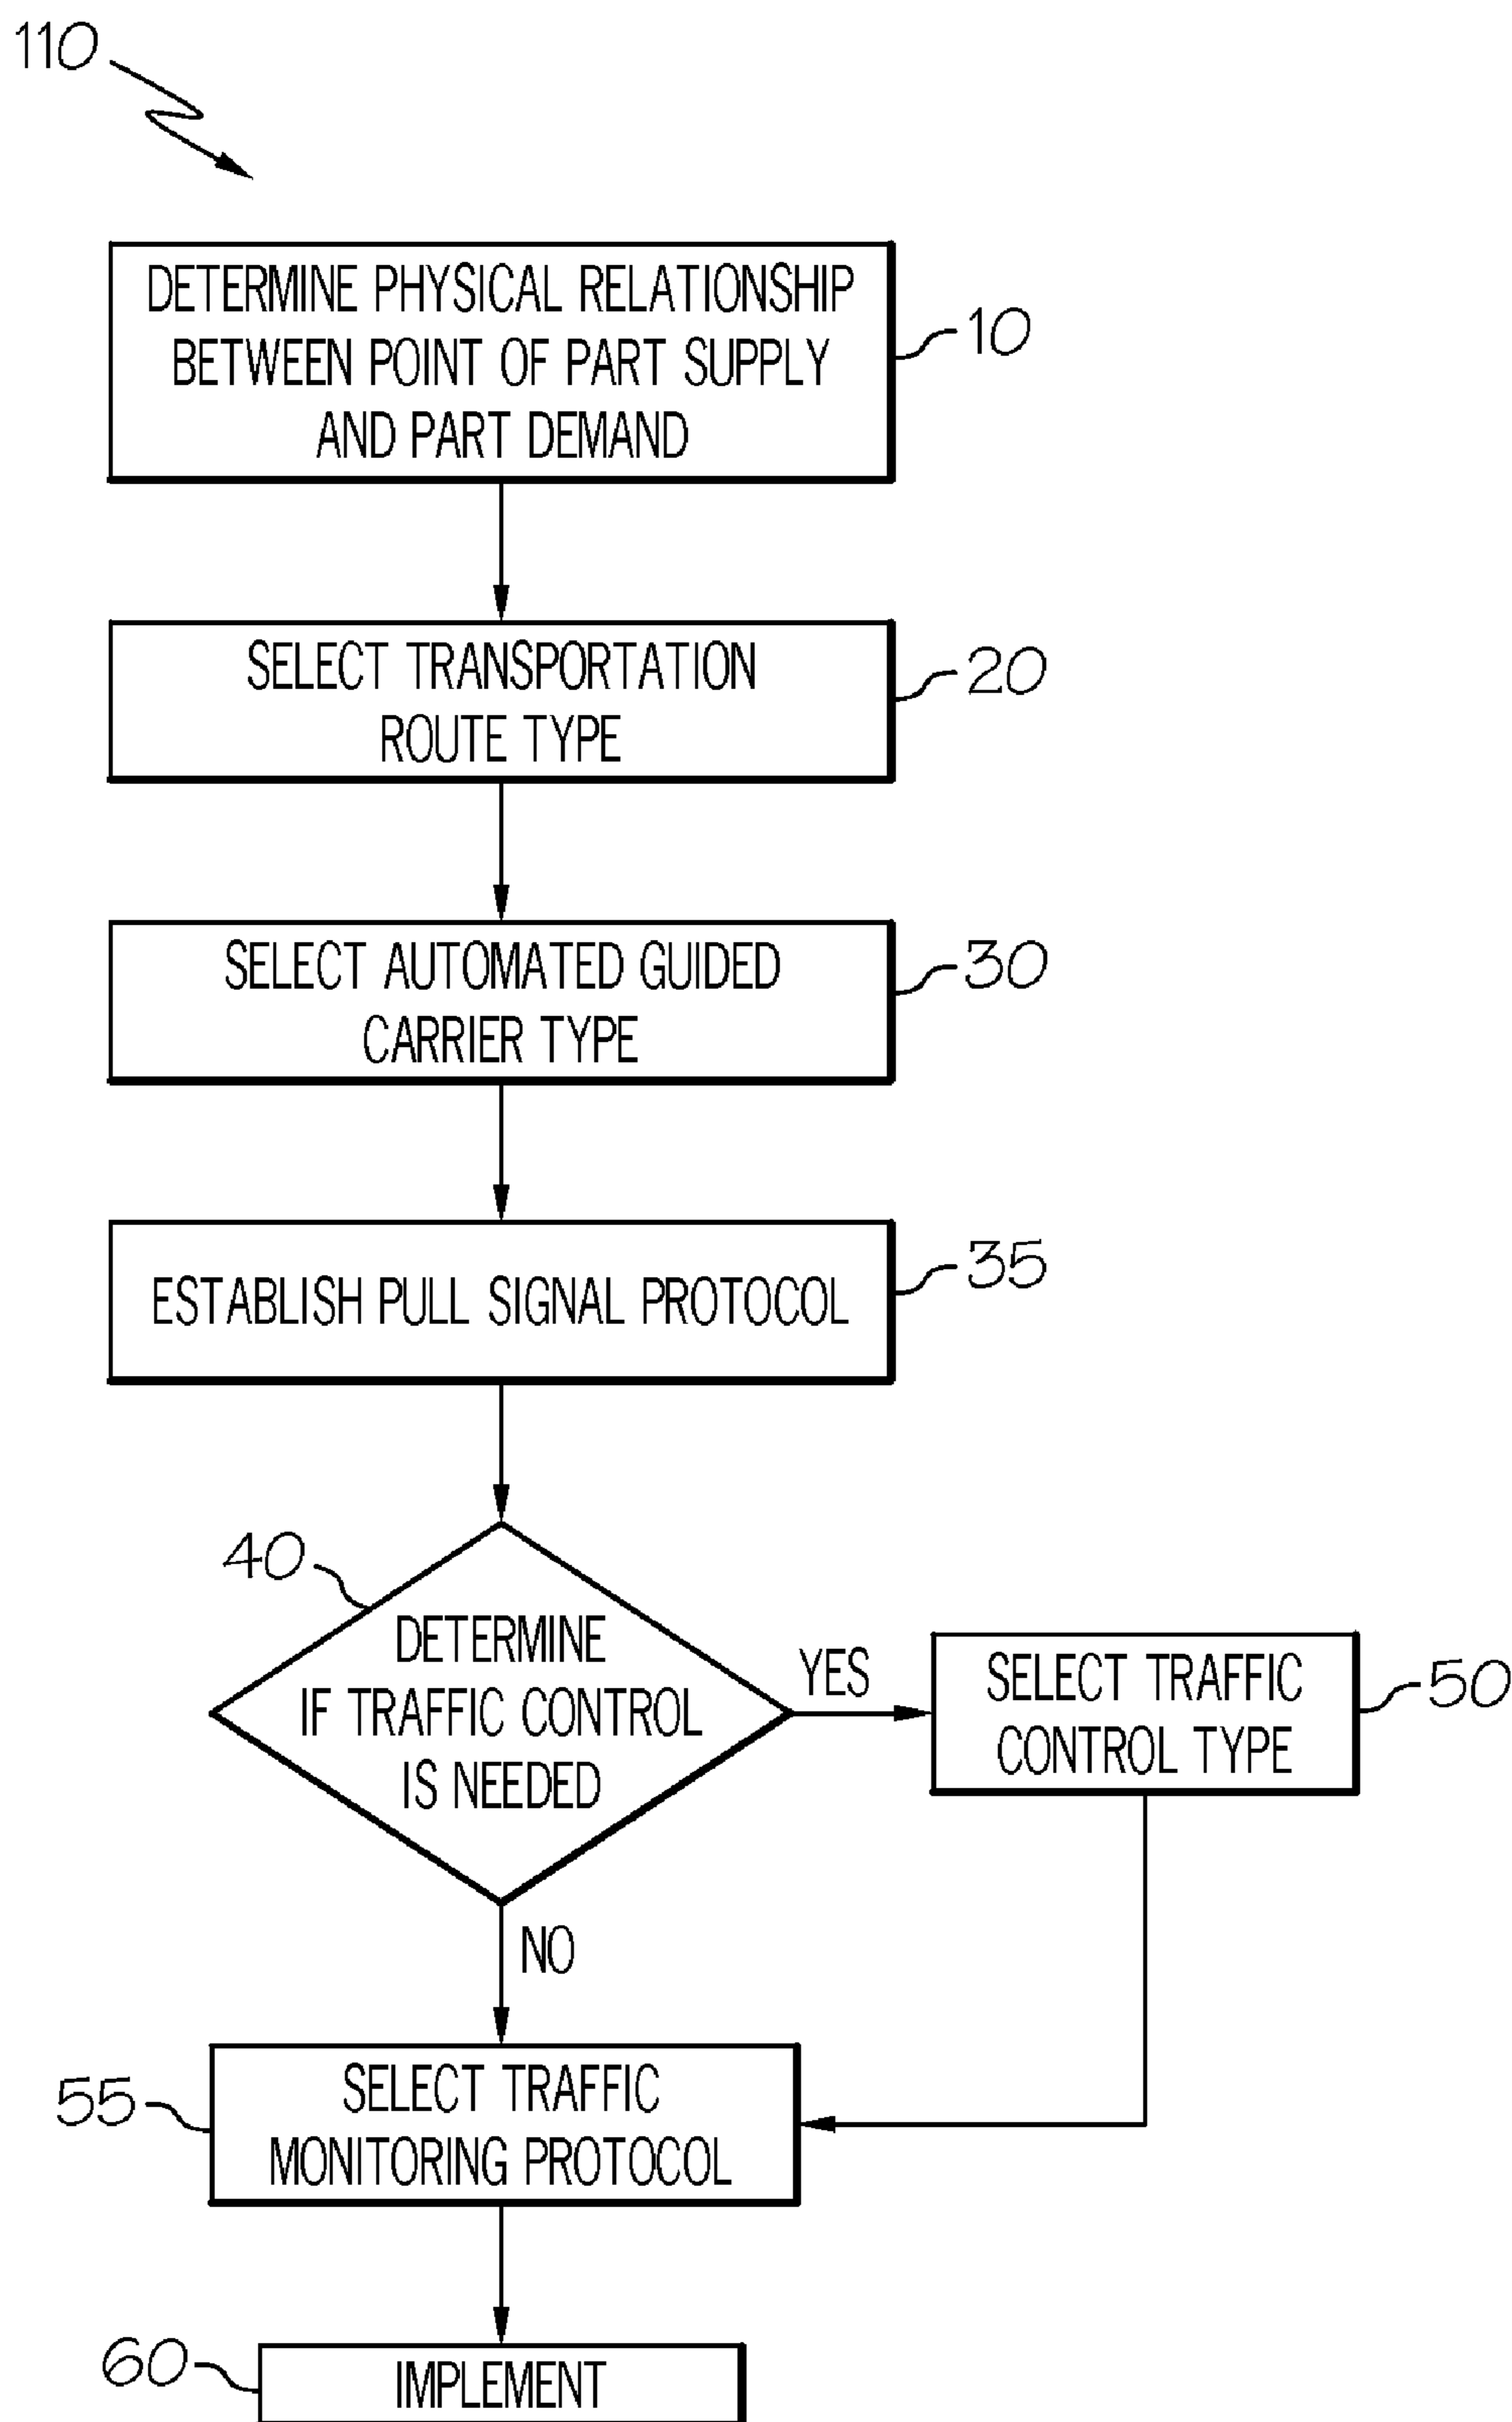 110
DETERMINE PHYSICAL RELATIONSHIP
BETWEEN POINT OF PART SUPPLY
AND PART DEMAND
10
SELECT TRANSPORTATION
ROUTE TYPE
20
SELECT AUTOMATED GUIDED
CARRIER TYPE
30
ESTABLISH PULL SIGNAL PROTOCOL
35
40
DETERMINE
IF TRAFFIC CONTROL
IS NEEDED
YES
SELECT TRAFFIC
CONTROL TYPE
50
NO
55
SELECT TRAFFIC
MONITORING PROTOCOL
60
IMPLEMENT